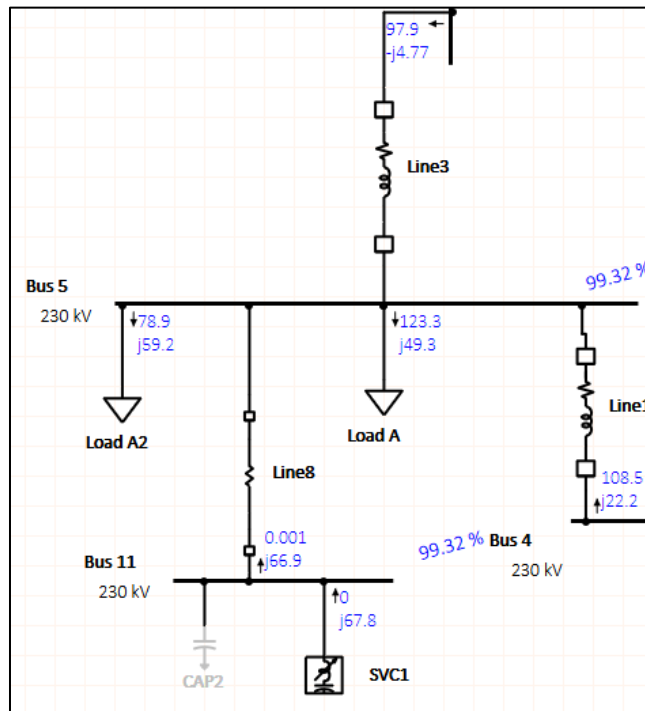 97.9
-j4.77
Line3
99.32 %
Bus 5
230 kV
78.9
j59.2
123.3
j49.3
Load A2
Load A
Line1
Line8
108.5
j22.2
0.001
j66.9
99.32 %
Bus 4
230 kV
Bus 11
230 kV
0
j67.8
CAP2
SVC1